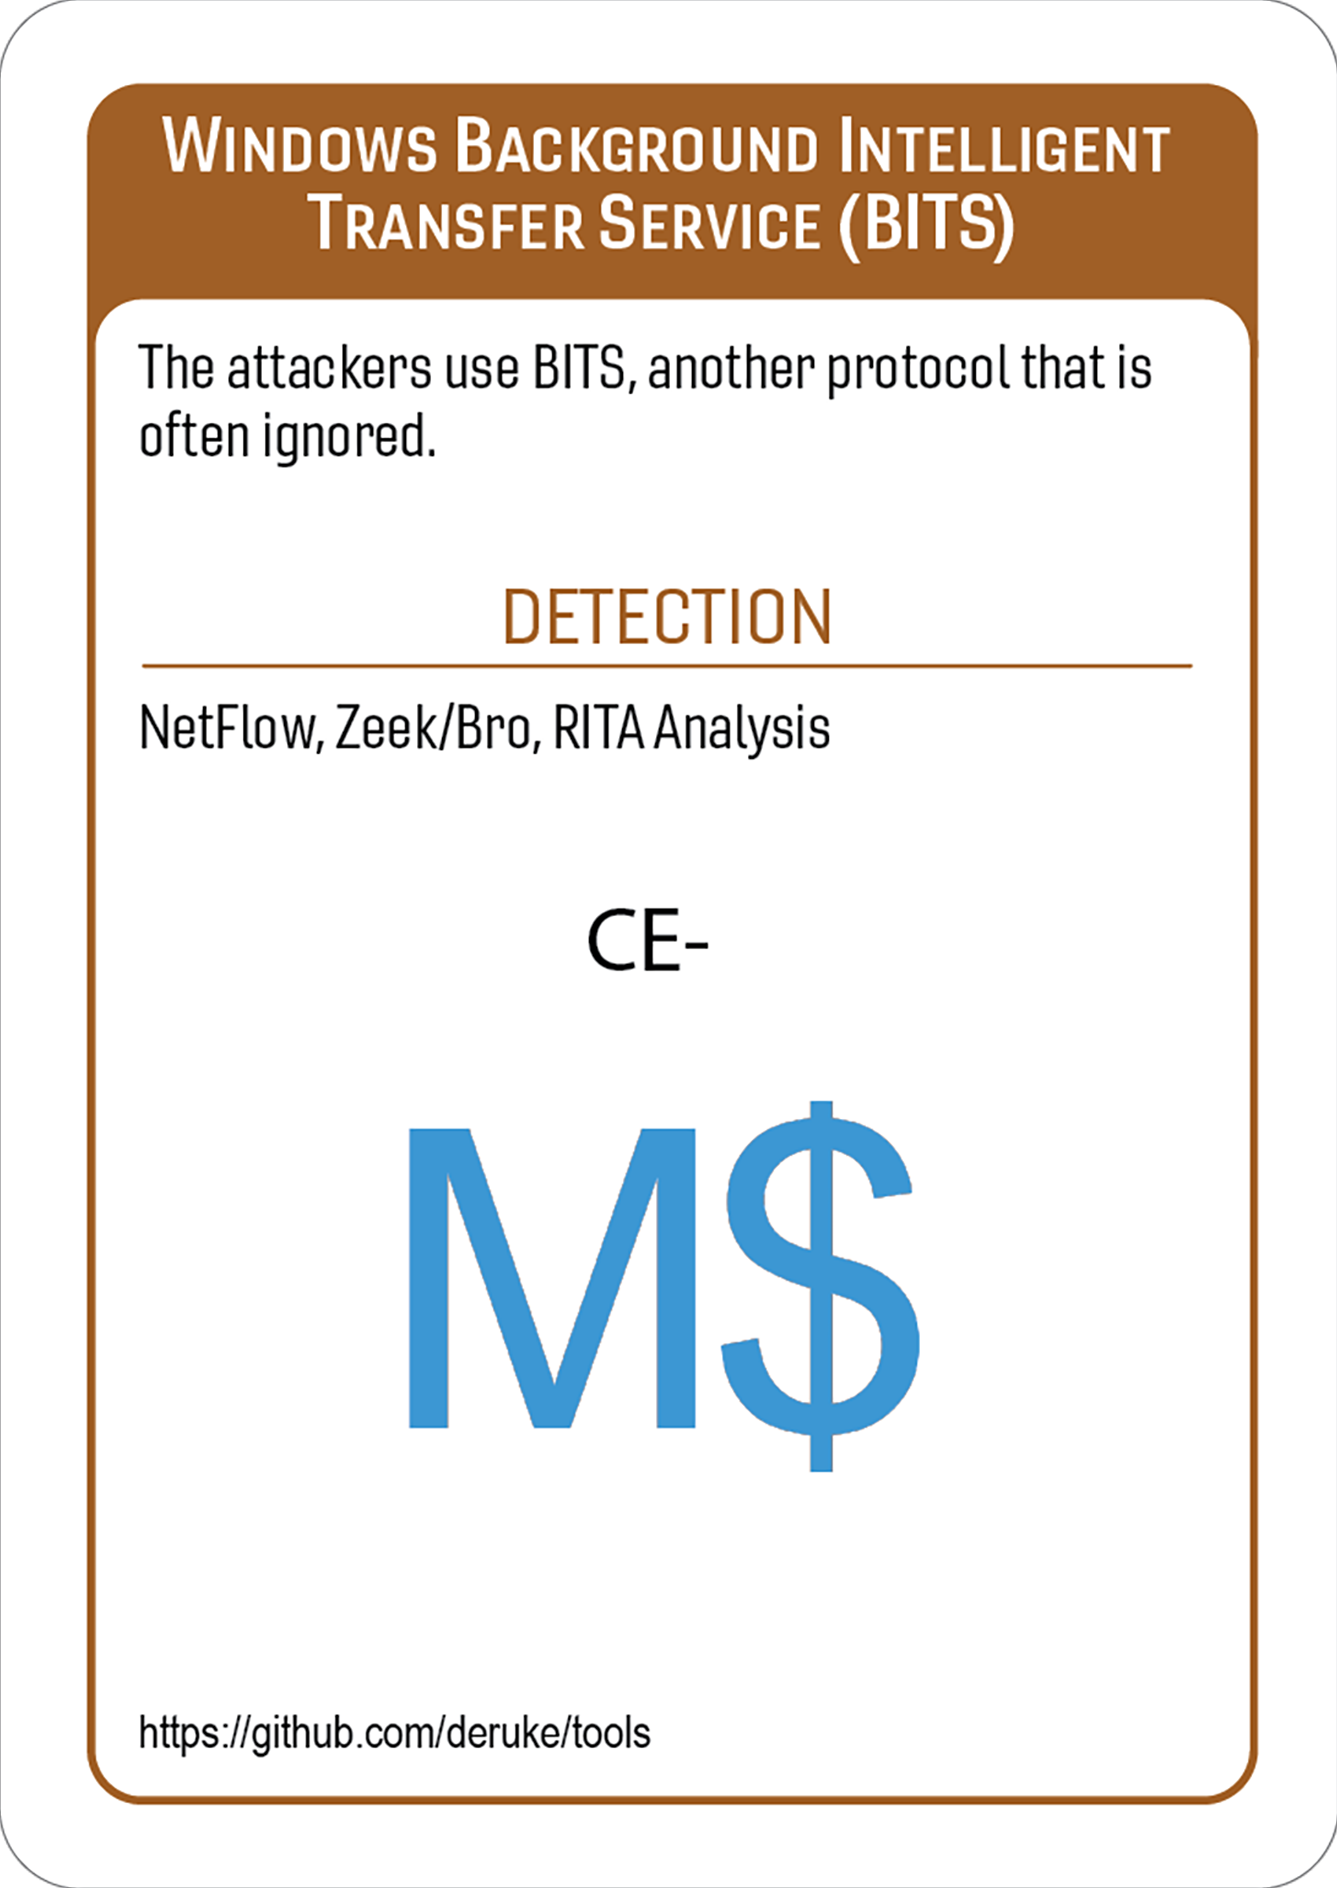 WINDOWS BACKGROUND INTELLIGENT
TRANSFER SERVICE (BITS)
The attackers use BITS, another protocol that is
often ignored.
DETECTION
NetFlow, Zeek/Bro, RITA Analysis
CE-
M$
https://github.com/deruke/tools